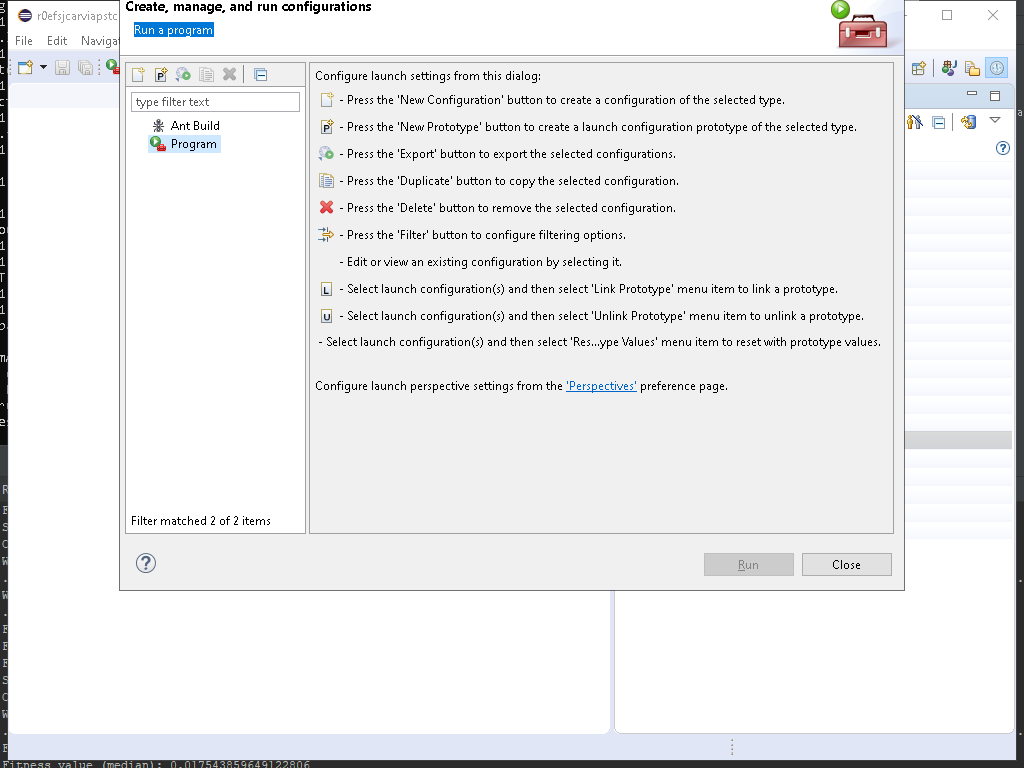 Create, manage, and run configurations
r0efsjcarviapstc
Run a program
File Edit Navigat
Configure launch settings from this dialog:
type filter text
- Press the 'New Configuration' button to create a configuration of the selected type.
Ant Build
- Press the 'New Prototype' button to create a launch configuration prototype of the selected type.
Program
- Press the 'Export' button to export the selected configurations.
- Press the 'Duplicate' button to copy the selected configuration.
- Press the 'Delete' button to remove the selected configuration.
- Press the 'Filter' button to configure filtering options.
- Edit or view an existing configuration by selecting it.
- Select launch configuration(s) and then select 'Link Prototype' menu item to link a prototype.
- Select launch configuration(s) and then select 'Unlink Prototype' menu item to unlink a prototype.
- Select launch configuration(s) and then select 'Res...ype Values' menu item to reset with prototype values.
Configure launch perspective settings from the 'Perspectives' preference page.
Filter matched 2 of 2 items
Run
Close
Fitness value (median): 0.017543859649122806